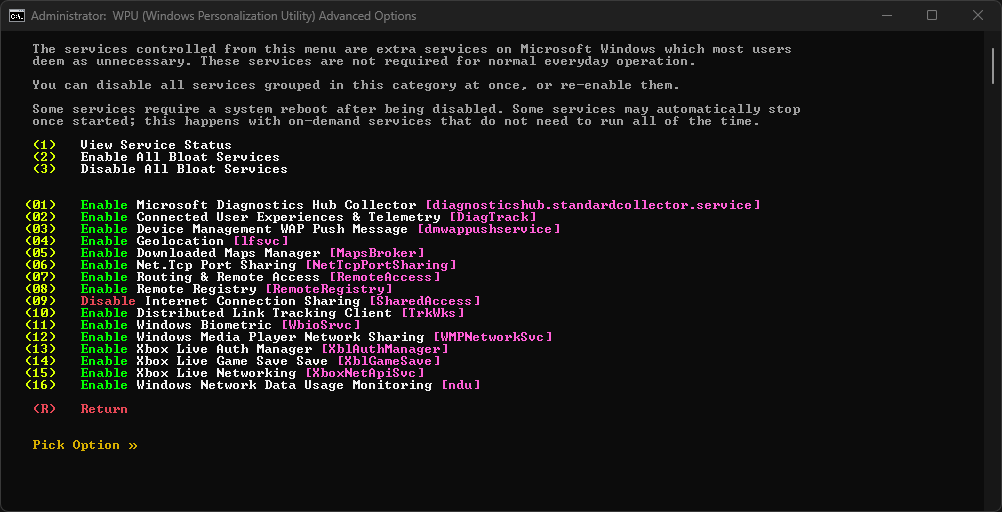 Administrator:  WPU (Windows Personalization Utility) Advanced Options
The services controlled from this menu are extra services on Microsoft Windows which most users
deem as unnecessary. These services are not required for normal everyday operation.
You can disable all services grouped in this category at once, or re-enable them.
Some services require a system reboot after being disabled. Some services may automatically stop
once started; this happens with on-demand services that do not need to run all of the time.
(1)   View Service Status
(2)   Enable All Bloat Services
(3)   Disable All Bloat Services
(01)   Enable Microsoft Diagnostics Hub Collector [diagnosticshub.standardcollector.service]
(02)   Enable Connected User Experiences & Telemetry [DiagTrack]
(03)   Enable Device Management WAP Push Message [dmwappushservice]
(04)   Enable Geolocation [lfsvc]
(05)   Enable Downloaded Maps Manager [MapsBroker]
(06)   Enable Net.Tcp Port Sharing [NetTcpPortSharing]
(07)   Enable Routing & Remote Access [RemoteAccess]
(08)   Enable Remote Registry [RemoteRegistry]
(09)   Disable Internet Connection Sharing [SharedAccess]
(10)   Enable Distributed Link Tracking Client [TrkWks]
(11)   Enable Windows Biometric [WbioSrvc]
(12)   Enable Windows Media Player Network Sharing [WMPNetworkSvc]
(13)   Enable Xbox Live Auth Manager [XblAuthManager]
(14)   Enable Xbox Live Game Save Save [XblGameSave]
(15)   Enable Xbox Live Networking [XboxNetApiSvc]
(16)   Enable Windows Network Data Usage Monitoring [ndu]
(R)   Return
Pick Option »